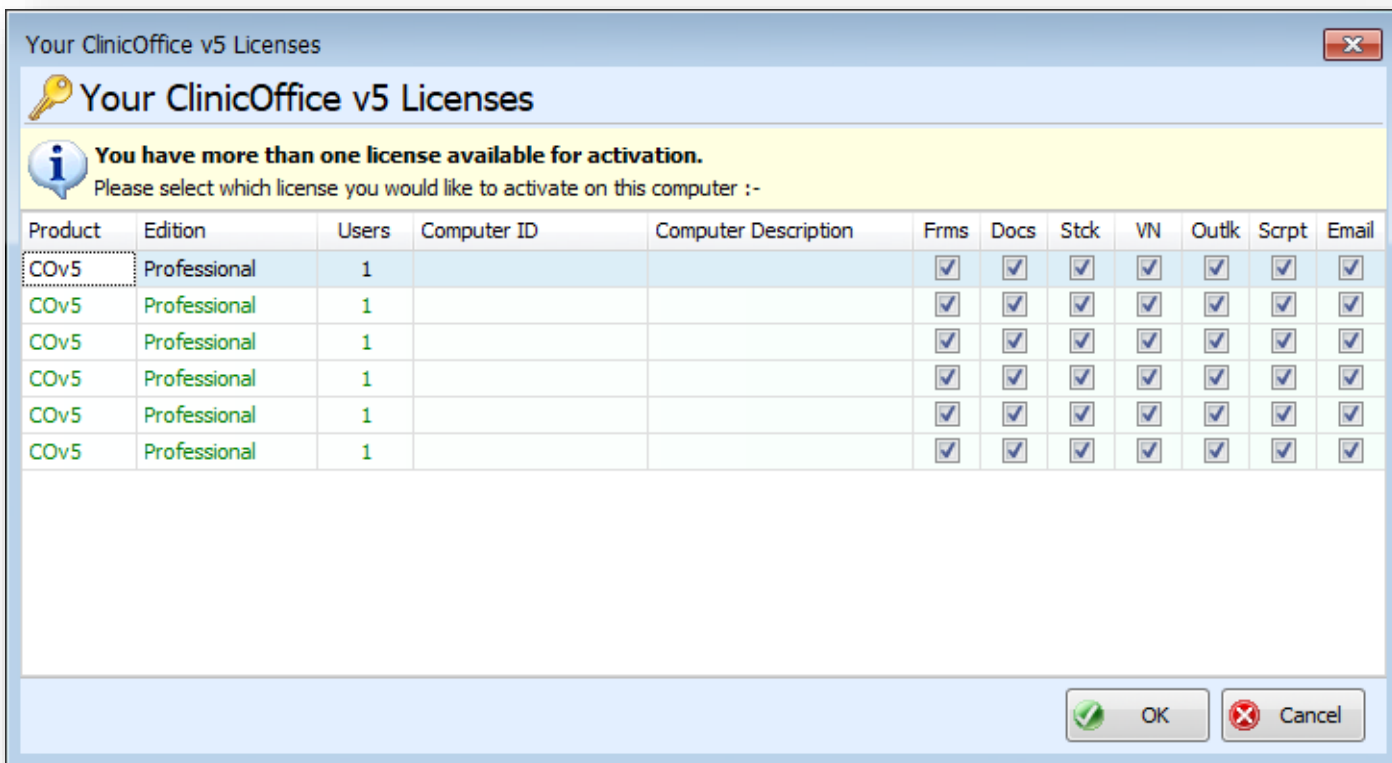 Your ClinicOffice v5 Licenses
Your ClinicOffice v5 Licenses
You have more than one license available for activation.
Please select which license you would like to activate on this computer :-
Product Edition Users Computer ID Computer Description Frms Docs Stck VN Outlk Scrpt Email
COv5 Professional 1
COv5 Professional 1
COv5 Professional 1
COv5 Professional 1
COv5 Professional 1
COv5 Professional 1
OK Cancel